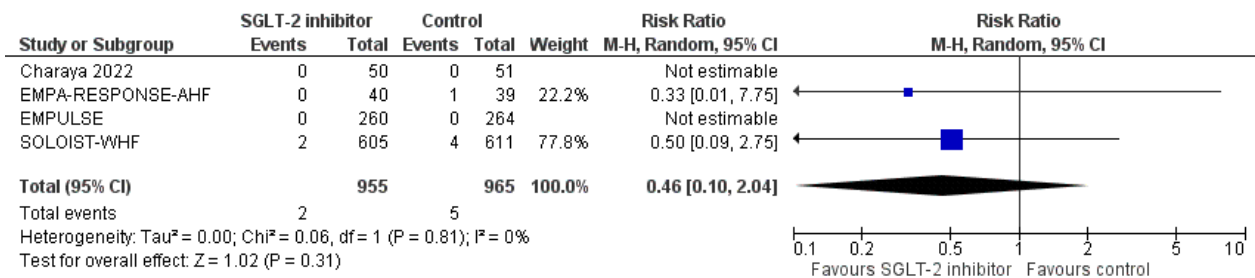 SGLT-2 inhibitor Control Risk Ratio Risk Ratio
Study or Subgroup Events Total Events Total Weight M-H, Random, 95% CI M-H, Random, 95% CI
Charaya 2022 0 50 0 51 Not estimable
EMPA-RESPONSE-AHF 0 40 1 39 22.2% 0.33 [0.01, 7.75]
EMPULSE 0 260 0 264 Not estimable
SOLOIST-WHF 2 605 4 611 77.8% 0.50 [0.09, 2.75]
Total (95% CI) 955 965 100.0% 0.46 [0.10, 2.04]
Total events 2 5
Heterogeneity: Tau² = 0.00; Chi² = 0.06, df = 1 (P = 0.81); I² = 0%
Test for overall effect: Z = 1.02 (P = 0.31)
0.1 0.2 0.5 1 2 5 10
Favours SGLT-2 inhibitor Favours control